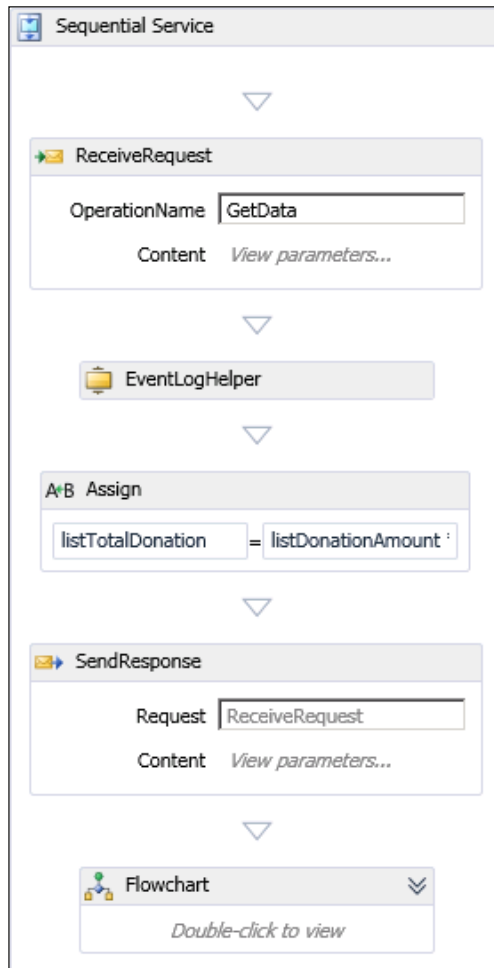 Sequential Service
ReceiveRequest
OperationName GetData
Content View parameters...
EventLogHelper
A+B Assign
listTotalDonation = listDonationAmount
SendResponse
Request ReceiveRequest
Content View parameters...
Flowchart
Double-click to view